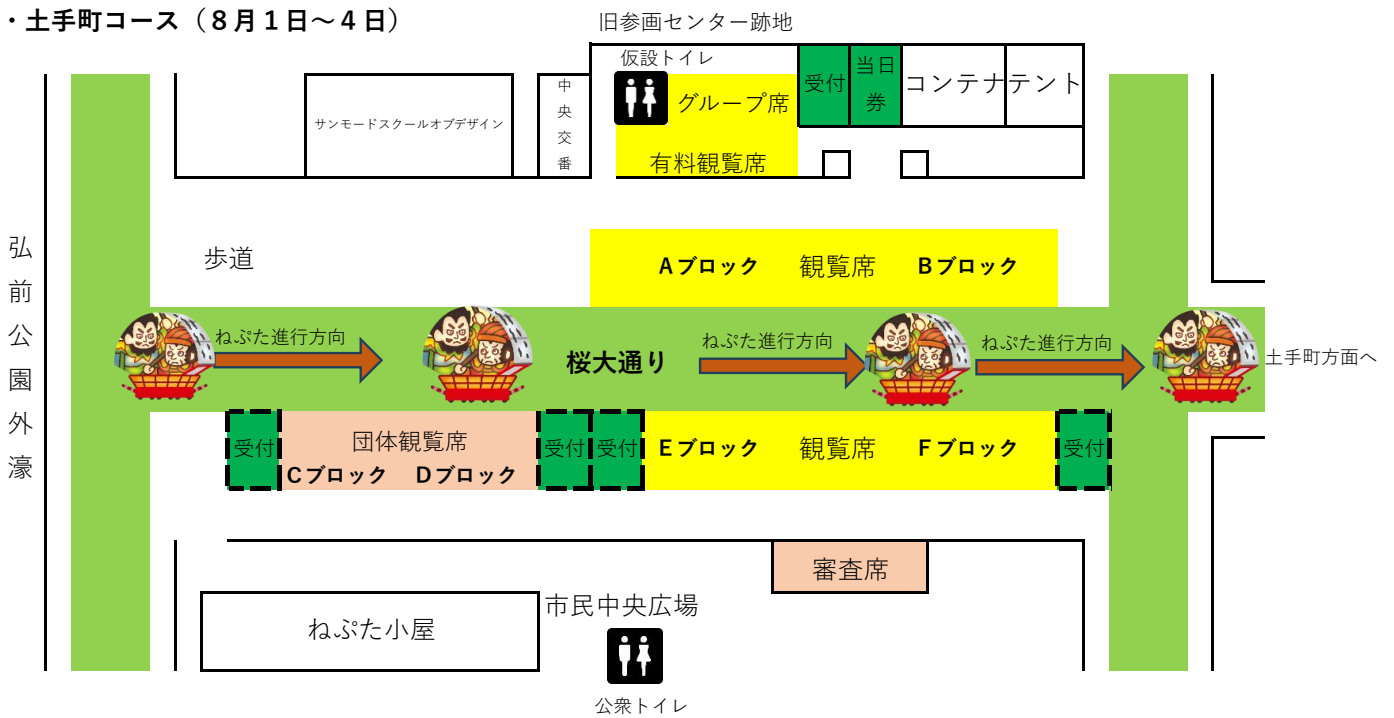 ・土手町コース（８月１日～４日）
旧参画センター跡地
仮設トイレ
グループ席
有料観覧席
受付
当日券
コンテナ
テント
サンモードスクールオブデザイン
中央交番
弘前公園外濠
歩道
Aブロック 観覧席 Bブロック
ねぷた進行方向
桜大通り
ねぷた進行方向
ねぷた進行方向
土手町方面へ
受付
団体観覧席
Cブロック Dブロック
受付
受付
Eブロック 観覧席 Fブロック
受付
審査席
ねぷた小屋
市民中央広場
公衆トイレ